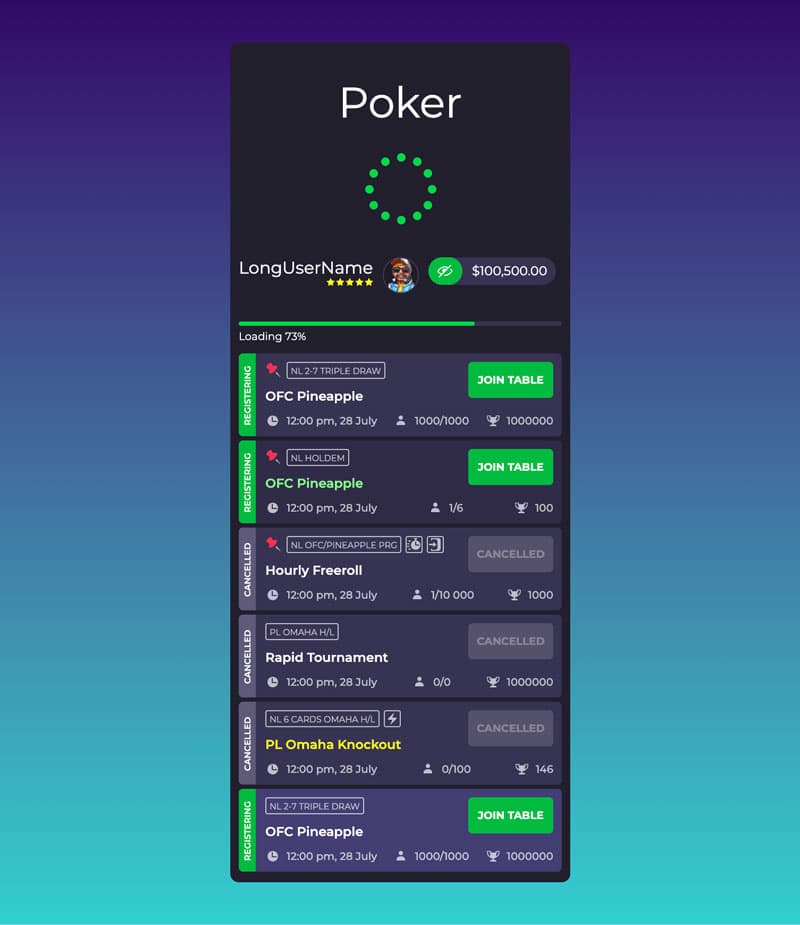 Poker
LongUserName
$100,500.00
Loading 73%
REGISTERING
NL 2-7 TRIPLE DRAW
JOIN TABLE
OFC Pineapple
12:00 pm, 28 July 1000/1000 1000000
REGISTERING
NL HOLDEM
JOIN TABLE
OFC Pineapple
12:00 pm, 28 July 1/6 100
CANCELLED
NL OFC/PINEAPPLE PRG
CANCELLED
Hourly Freeroll
12:00 pm, 28 July 1/10 000 1000
CANCELLED
PL OMAHA H/L
CANCELLED
Rapid Tournament
12:00 pm, 28 July 0/0 1000000
CANCELLED
NL 6 CARDS OMAHA H/L
CANCELLED
PL Omaha Knockout
12:00 pm, 28 July 0/100 146
REGISTERING
NL 2-7 TRIPLE DRAW
JOIN TABLE
OFC Pineapple
12:00 pm, 28 July 1000/1000 1000000